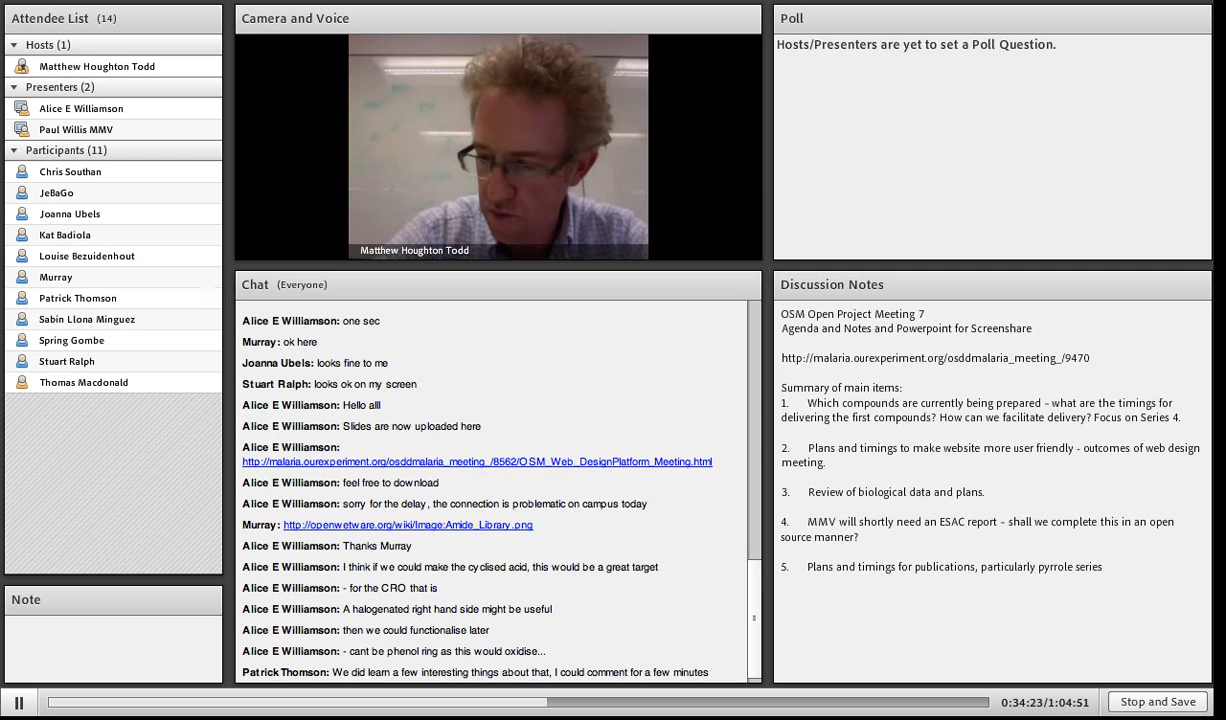 Attendee List (14)
Hosts (1)
Matthew Houghton Todd
Presenters (2)
Alice E Williamson
Paul Willis MMV
Participants (11)
Chris Southan
JeBaGo
Joanna Ubels
Kat Badiola
Louise Bezuidenhout
Murray
Patrick Thomson
Sabin Llona Minguez
Spring Gombe
Stuart Ralph
Thomas Macdonald
Note
Camera and Voice
Matthew Houghton Todd
Chat (Everyone)
Alice E Williamson: one sec
Murray: ok here
Joanna Ubels: looks fine to me
Stuart Ralph: looks ok on my screen
Alice E Williamson: Hello alll
Alice E Williamson: Slides are now uploaded here
Alice E Williamson:
http://malaria.ourexperiment.org/osddmalaria_meeting_/8562/OSM_Web_DesignPlatform_Meeting.html
Alice E Williamson: feel free to download
Alice E Williamson: sorry for the delay, the connection is problematic on campus today
Murray: http://openwetware.org/wiki/Image:Amide_Library.png
Alice E Williamson: Thanks Murray
Alice E Williamson: I think if we could make the cyclised acid, this would be a great target
Alice E Williamson: - for the CRO that is
Alice E Williamson: A halogenated right hand side might be useful
Alice E Williamson: then we could functionalise later
Alice E Williamson: - cant be phenol ring as this would oxidise...
Patrick Thomson: We did learn a few interesting things about that, I could comment for a few minutes
Poll
Hosts/Presenters are yet to set a Poll Question.
Discussion Notes
OSM Open Project Meeting 7
Agenda and Notes and Powerpoint for Screenshare
http://malaria.ourexperiment.org/osddmalaria_meeting_/9470
Summary of main items:
1. Which compounds are currently being prepared - what are the timings for
delivering the first compounds? How can we facilitate delivery? Focus on Series 4.
2. Plans and timings to make website more user friendly - outcomes of web design
meeting.
3. Review of biological data and plans.
4. MMV will shortly need an ESAC report - shall we complete this in an open
source manner?
5. Plans and timings for publications, particularly pyrrole series
0:34:23/1:04:51
Stop and Save